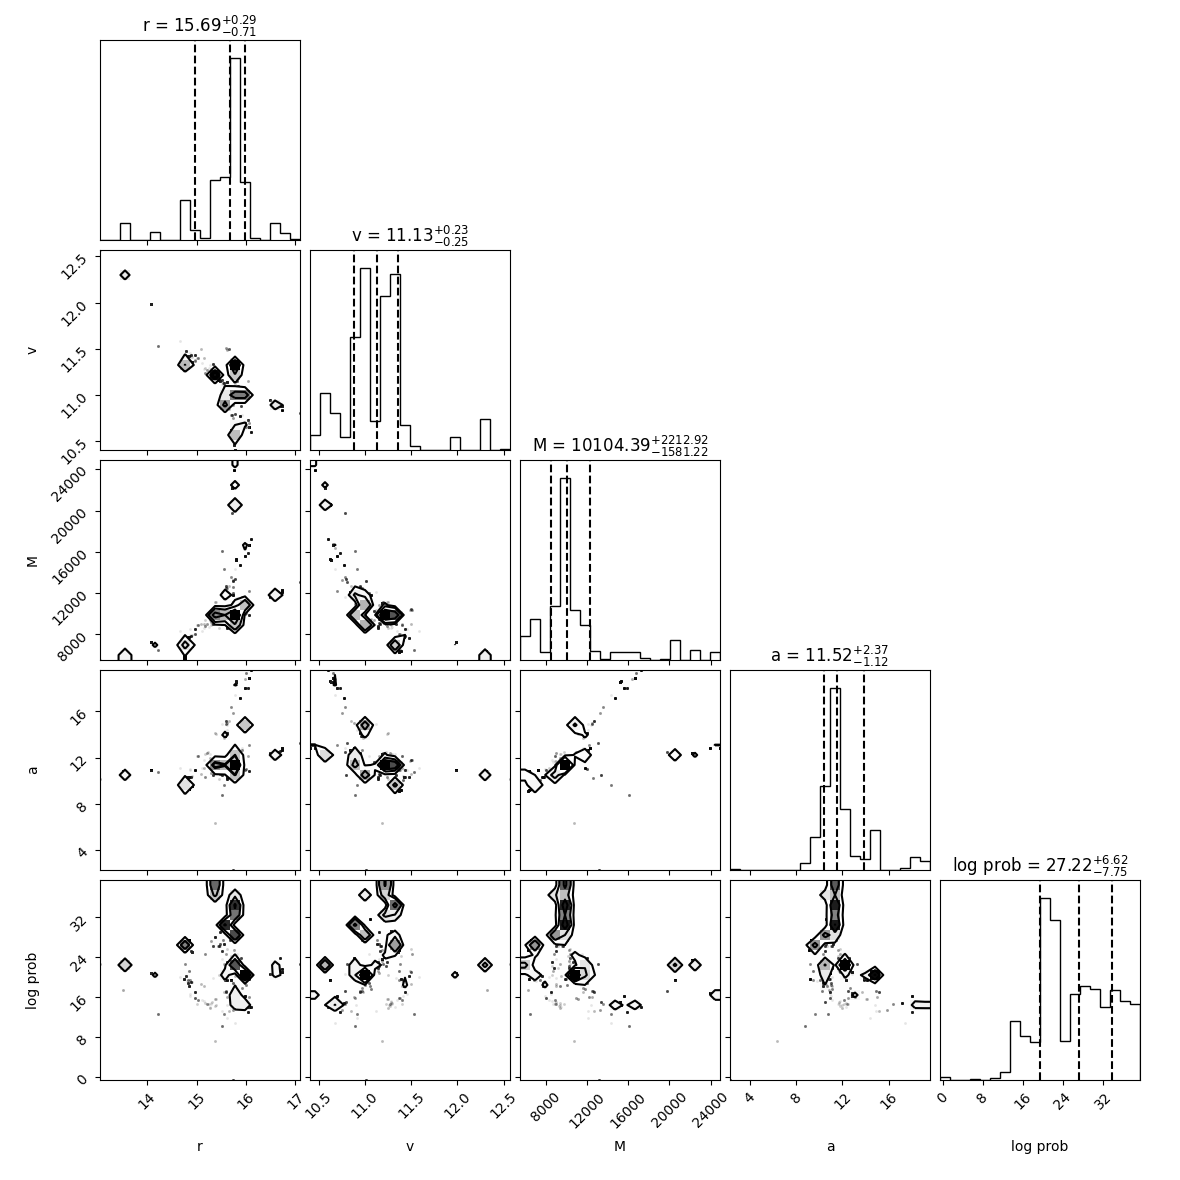 r = 15.69+0.29−0.71
v = 11.13+0.23−0.25
12.5
12.0
11.5
11.0
10.5
v
M = 10104.39+2212.92−1581.22
24000
20000
16000
12000
8000
M
a = 11.52+2.37−1.12
16
12
8
4
a
log prob = 27.22+6.62−7.75
32
24
16
8
0
log prob
14 15 16 17 10.5 11.0 11.5 12.0 12.5 8000 12000 16000 20000 24000 4 8 12 16 0 8 16 24 32
r v M a log prob